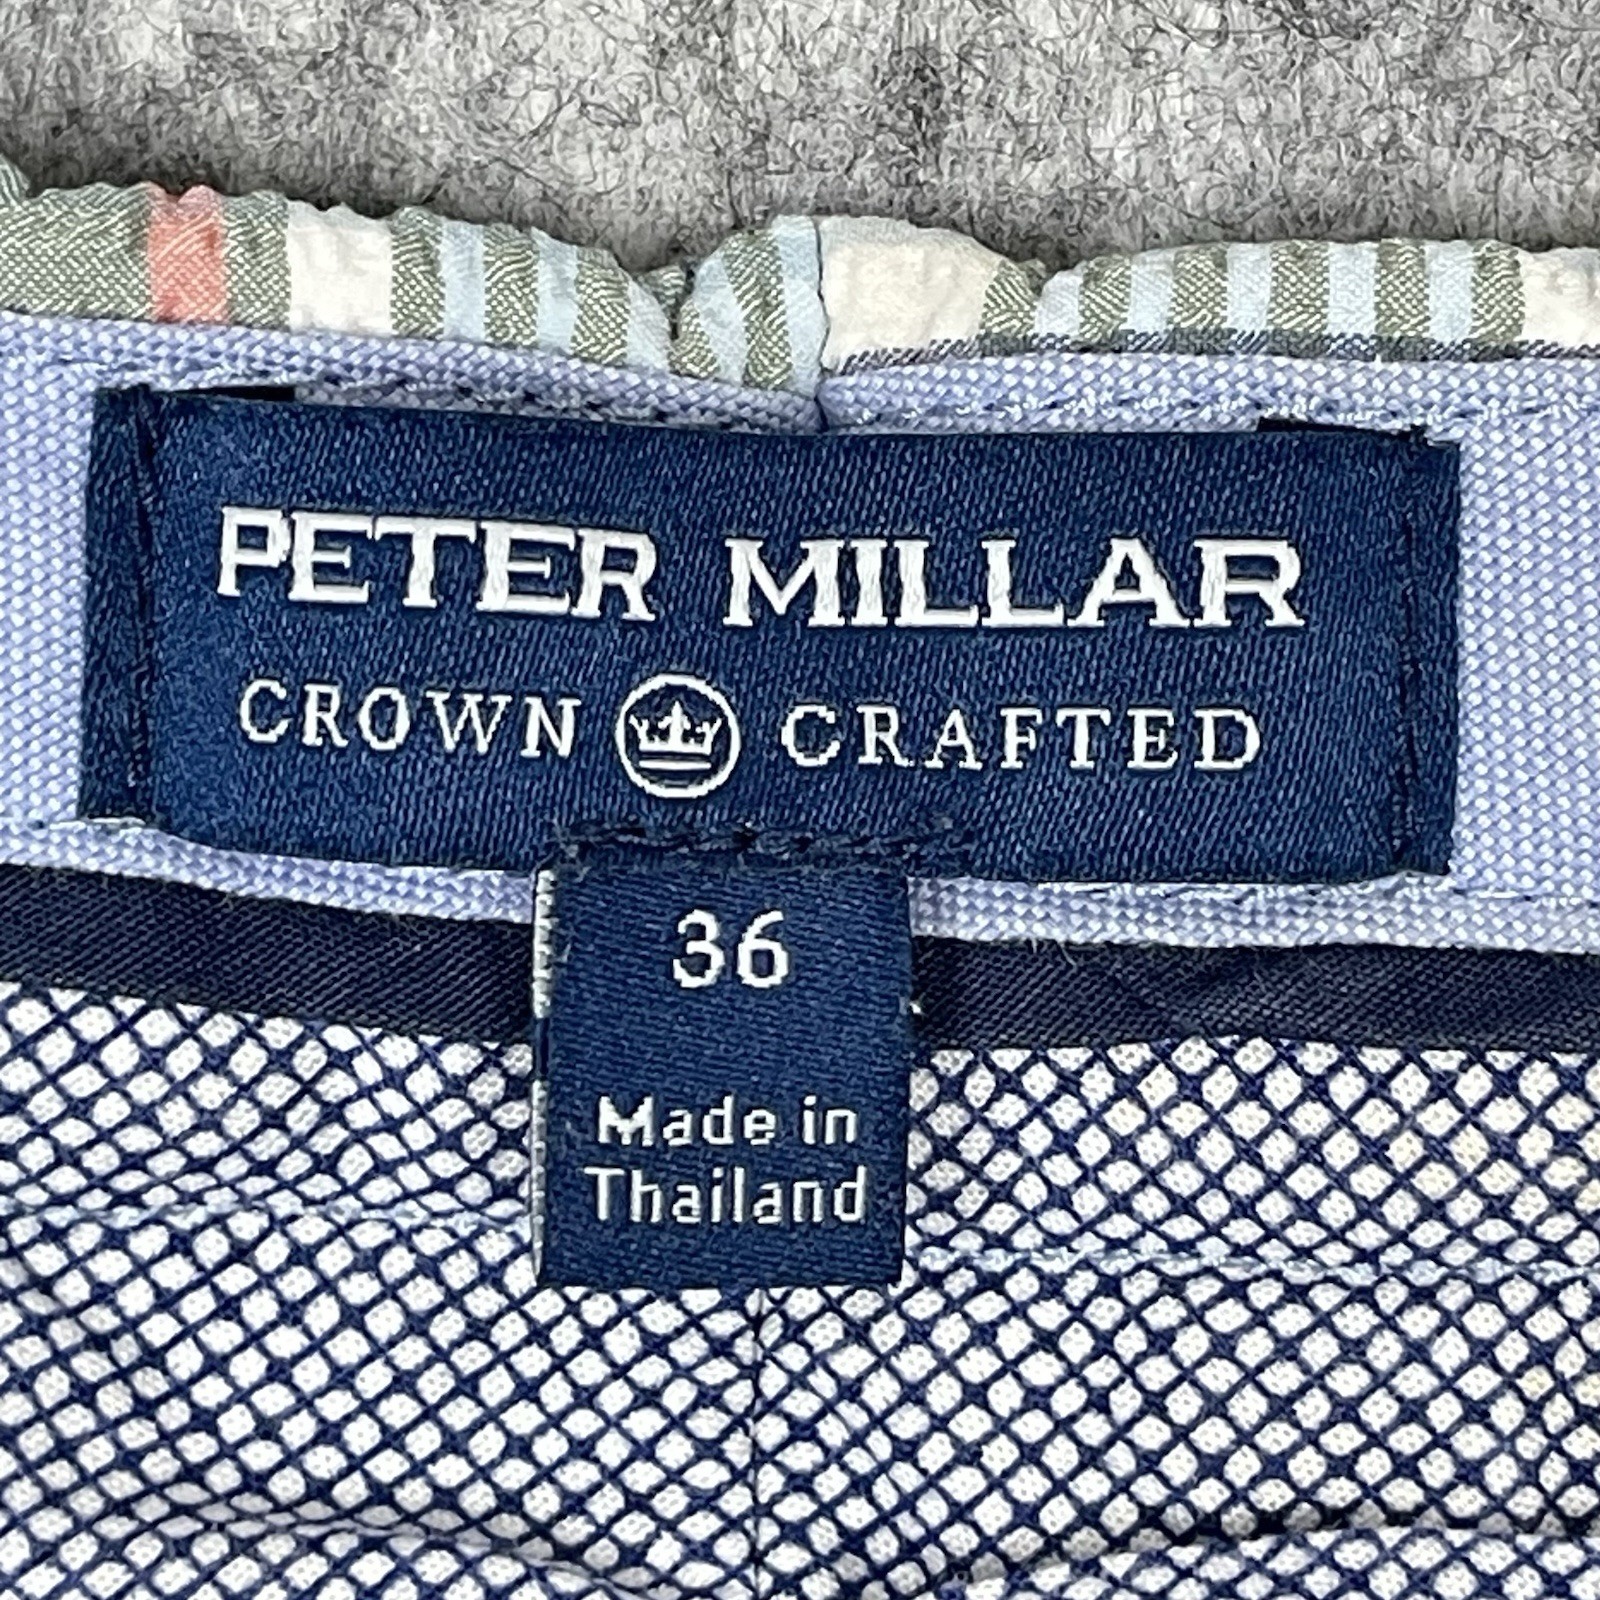 PETER MILLAR
CROWN CRAFTED
36
Made in
Thailand